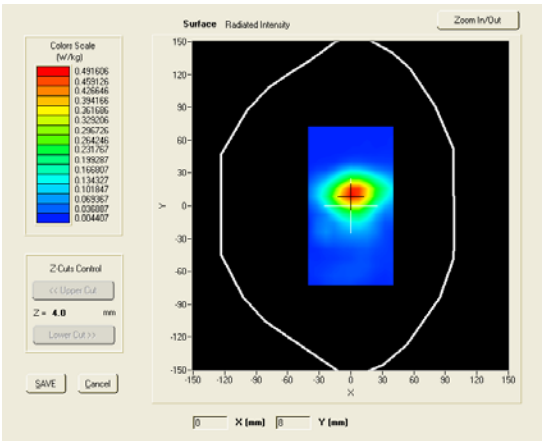 Surface Radiated Intensity
Zoom In/Out
Colors Scale
(W/kg)
0.491606
0.459126
0.426646
0.394166
0.361686
0.329206
0.296726
0.264246
0.231767
0.199287
0.166807
0.134327
0.101847
0.069367
0.036887
0.004407
Z-Cuts Control
<< Upper Cut
Z = 4.0 mm
Lower Cut >>
SAVE Cancel
150
120
90
60
30
0
-30
-60
-90
-120
-150
Y
-150 -120 -90 -60 -30 0 30 60 90 120 150
X
8 X (mm) 8 Y (mm)